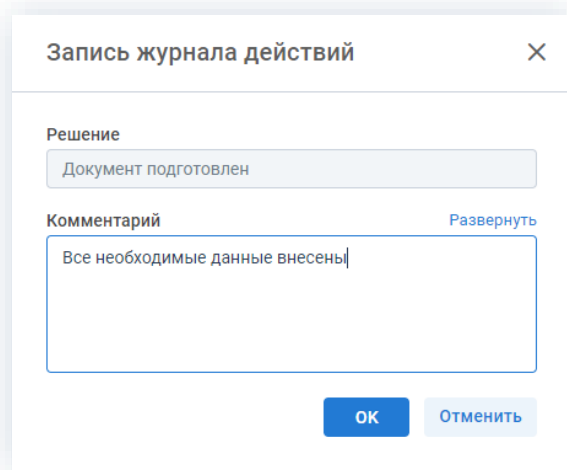 Запись журнала действий
Решение
Документ подготовлен
Комментарий Развернуть
Все необходимые данные внесены
ОК Отменить